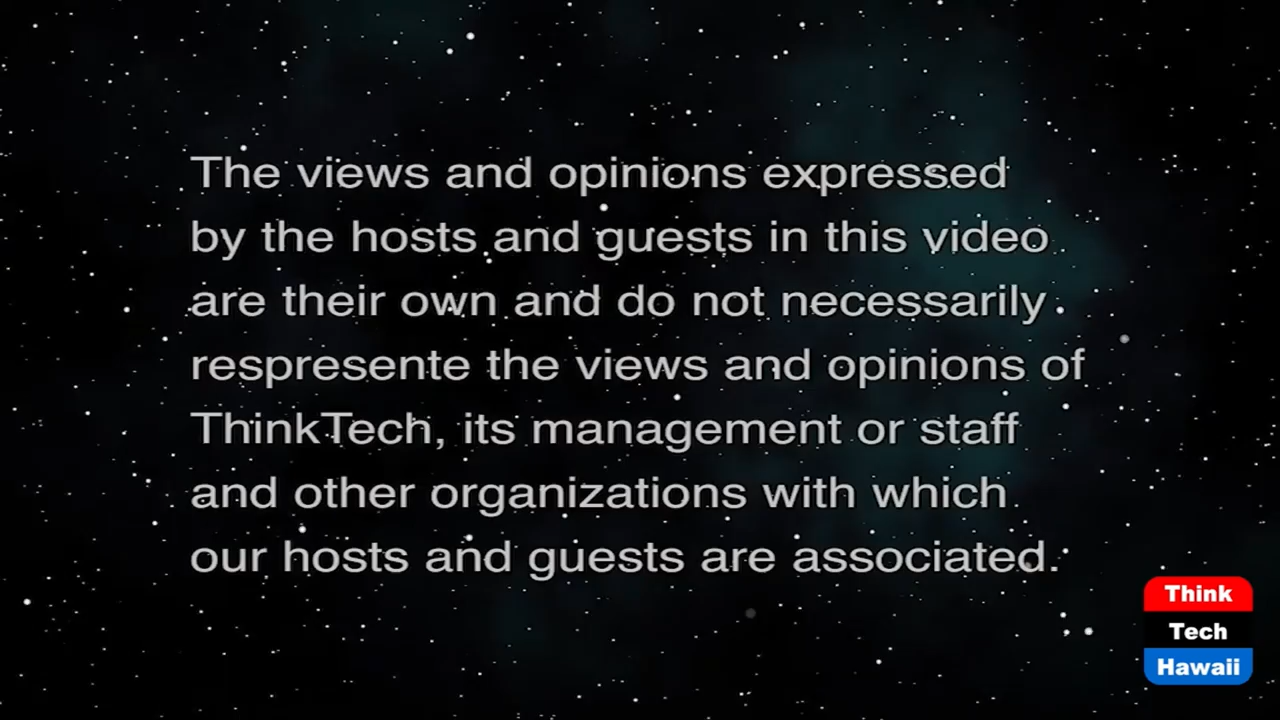 The views and opinions expressed
by the hosts and guests in this video
are their own and do not necessarily
respresente the views and opinions of
ThinkTech, its management or staff
and other organizations with which
our hosts and guests are associated.
Think
Tech
Hawaii